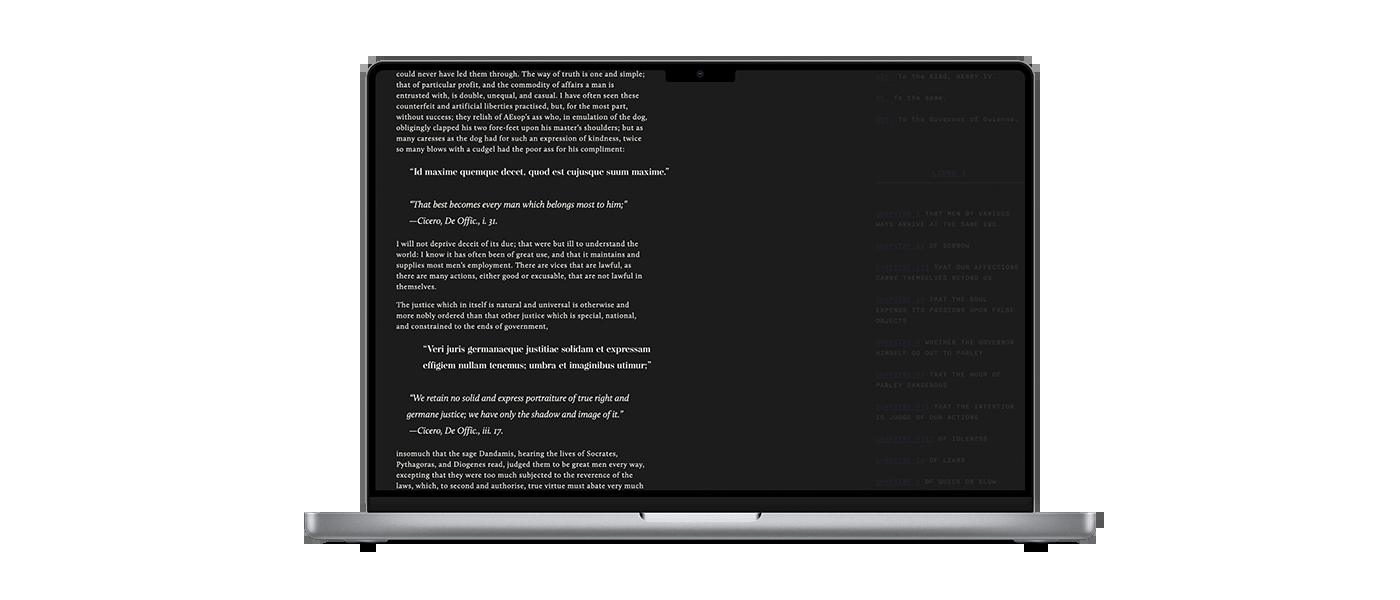 could never have led them through. The way of truth is one and simple;
that of particular profit, and the commodity of affairs a man is
entrusted with, is double, unequal, and casual. I have often seen these
counterfeit and artificial liberties practised, but, for the most part,
without success; they relish of AEsop's ass who, in emulation of the dog,
obligingly clapped his two fore-feet upon his master's shoulders; but as
many caresses as the dog had for such an expression of kindness, twice
so many blows with a cudgel had the poor ass for his compliment:
“Id maxime quemque decet, quod est cujusque suum maxime.”
“That best becomes every man which belongs most to him;”
—Cicero, De Offic., i. 31.
I will not deprive deceit of its due; that were but ill to understand the
world: I know it has often been of great use, and that it maintains and
supplies most men's employment. There are vices that are lawful, as
there are many actions, either good or excusable, that are not lawful in
themselves.
The justice which in itself is natural and universal is otherwise and
more nobly ordered than that other justice which is special, national,
and constrained to the ends of government,
“Veri juris germanaeque justitiae solidam et expressam
effigiem nullam tenemus; umbra et imaginibus utimur;”
“We retain no solid and express portraiture of true right and
germane justice; we have only the shadow and image of it.”
—Cicero, De Offic., iii. 17.
insomuch that the sage Dandamis, hearing the lives of Socrates,
Pythagoras, and Diogenes read, judged them to be great men every way,
excepting that they were too much subjected to the reverence of the
laws, which, to second and authorise, true virtue must abate very much
To the KING, HENRY IV.
To the same.
To the Governor of Guienne.
THAT MEN BY VARIOUS
WAYS ARRIVE AT THE SAME END.
OF SORROW
THAT OUR AFFECTIONS
CARRY THEMSELVES BEYOND US
THAT THE SOUL
EXPENDS ITS PASSIONS UPON FALSE
OBJECTS
WHETHER THE GOVERNOR
HIMSELF GO OUT TO PARLEY
THAT THE HOUR OF
PARLEY DANGEROUS
THAT THE INTENTION
IS JUDGE OF OUR ACTIONS
OF IDLENESS
OF LIARS
OF QUICK OR SLOW